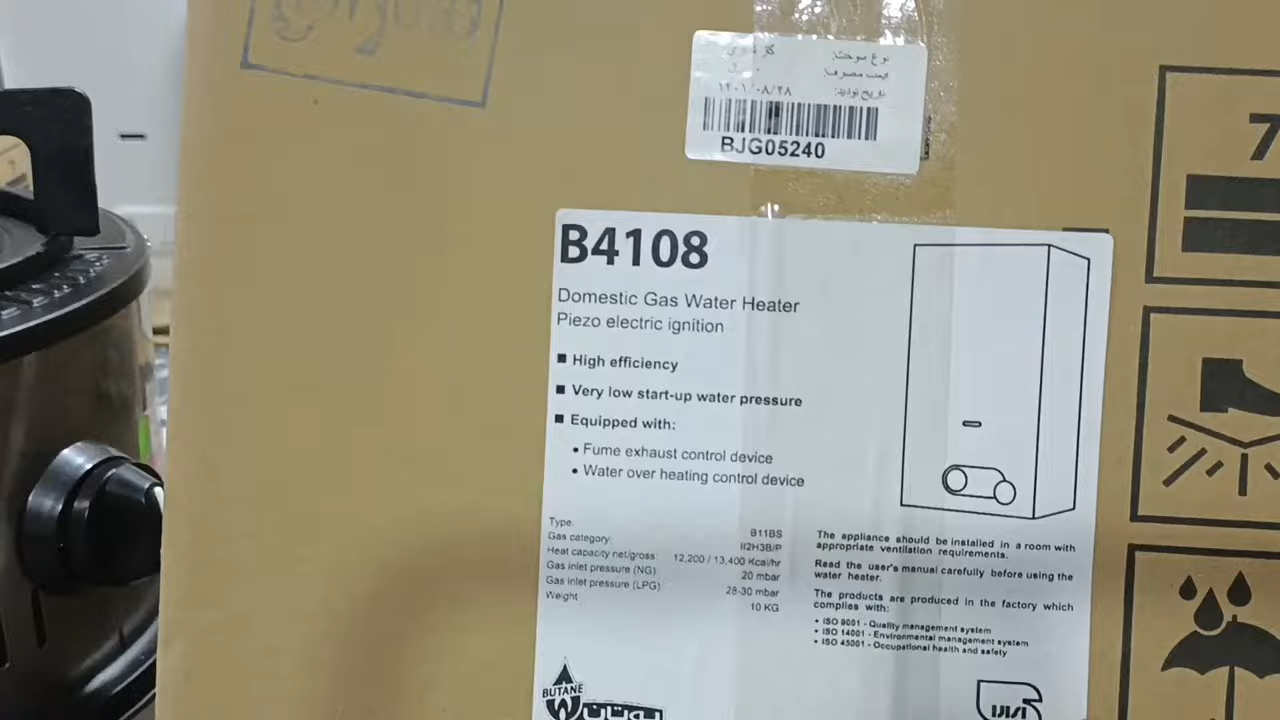 نوع سوخت:
قیمت مصرف:
تاریخ تولید: ۱۴۰۱/۰۸/۲۸
BJG05240
7
B4108
Domestic Gas Water Heater
Piezo electric ignition
■ High efficiency
■ Very low start-up water pressure
■ Equipped with:
• Fume exhaust control device
• Water over heating control device
Type B11BS
Gas category: II2H3B/P
Heat capacity net/gross: 12,200 / 13,400 Kcal/hr
Gas inlet pressure (NG) 20 mbar
Gas inlet pressure (LPG) 28-30 mbar
Weight 10 KG
The appliance should be installed in a room with
appropriate ventilation requirements.
Read the user's manual carefully before using the
water heater.
The products are produced in the factory which
complies with:
• ISO 9001 - Quality management system
• ISO 14001 - Environmental management system
• ISO 45001 - Occupational health and safety
BUTANE
بوتان